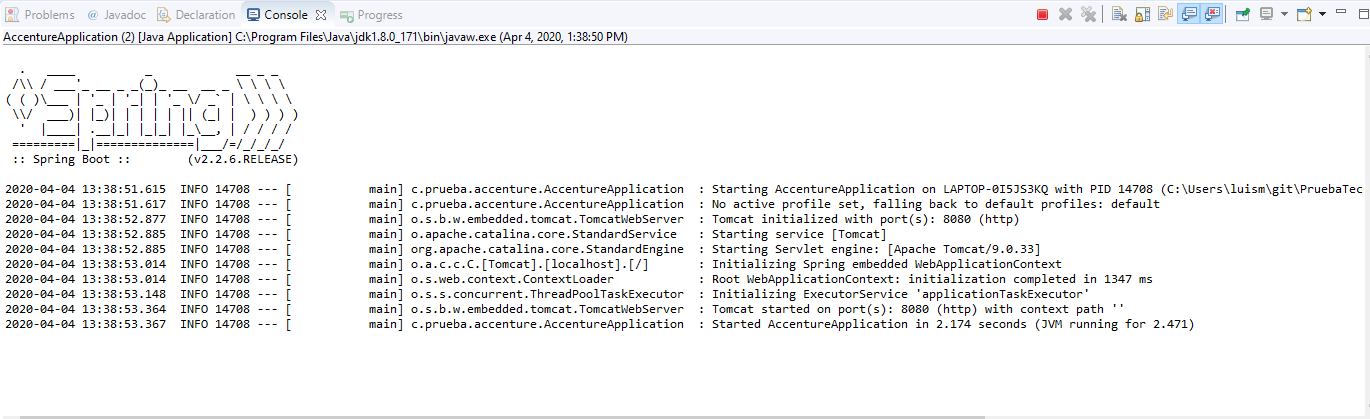 Problems @ Javadoc Declaration Console Progress
AccentureApplication (2) [Java Application] C:\Program Files\Java\jdk1.8.0_171\bin\javaw.exe (Apr 4, 2020, 1:38:50 PM)
  .   ____          _            __ _ _
 /\\ / ___'_ __ _ _(_)_ __  __ _ \ \ \ \
( ( )\___ | '_ | '_| | '_ \/ _` | \ \ \ \
 \\/  ___)| |_)| | | | | || (_| |  ) ) ) )
  '  |____| .__|_| |_|_| |_\__, | / / / /
 =========|_|==============|___/=/_/_/_/
 :: Spring Boot ::        (v2.2.6.RELEASE)
2020-04-04 13:38:51.615  INFO 14708 --- [           main] c.prueba.accenture.AccentureApplication  : Starting AccentureApplication on LAPTOP-0I5JS3KQ with PID 14708 (C:\Users\luism\git\PruebaTec
2020-04-04 13:38:51.617  INFO 14708 --- [           main] c.prueba.accenture.AccentureApplication  : No active profile set, falling back to default profiles: default
2020-04-04 13:38:52.877  INFO 14708 --- [           main] o.s.b.w.embedded.tomcat.TomcatWebServer  : Tomcat initialized with port(s): 8080 (http)
2020-04-04 13:38:52.885  INFO 14708 --- [           main] o.apache.catalina.core.StandardService   : Starting service [Tomcat]
2020-04-04 13:38:52.885  INFO 14708 --- [           main] org.apache.catalina.core.StandardEngine  : Starting Servlet engine: [Apache Tomcat/9.0.33]
2020-04-04 13:38:53.014  INFO 14708 --- [           main] o.a.c.c.C.[Tomcat].[localhost].[/]       : Initializing Spring embedded WebApplicationContext
2020-04-04 13:38:53.014  INFO 14708 --- [           main] o.s.web.context.ContextLoader            : Root WebApplicationContext: initialization completed in 1347 ms
2020-04-04 13:38:53.148  INFO 14708 --- [           main] o.s.s.concurrent.ThreadPoolTaskExecutor  : Initializing ExecutorService 'applicationTaskExecutor'
2020-04-04 13:38:53.364  INFO 14708 --- [           main] o.s.b.w.embedded.tomcat.TomcatWebServer  : Tomcat started on port(s): 8080 (http) with context path ''
2020-04-04 13:38:53.367  INFO 14708 --- [           main] c.prueba.accenture.AccentureApplication  : Started AccentureApplication in 2.174 seconds (JVM running for 2.471)